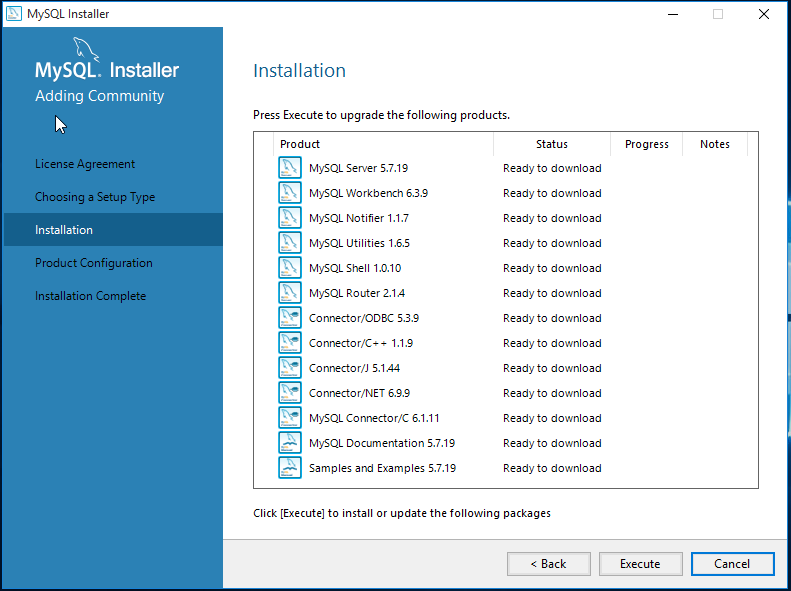 MySQL Installer
MySQL. Installer
Adding Community
License Agreement
Choosing a Setup Type
Installation
Product Configuration
Installation Complete
Installation
Press Execute to upgrade the following products.
Product Status Progress Notes
MySQL Server 5.7.19 Ready to download
MySQL Workbench 6.3.9 Ready to download
MySQL Notifier 1.1.7 Ready to download
MySQL Utilities 1.6.5 Ready to download
MySQL Shell 1.0.10 Ready to download
MySQL Router 2.1.4 Ready to download
Connector/ODBC 5.3.9 Ready to download
Connector/C++ 1.1.9 Ready to download
Connector/J 5.1.44 Ready to download
Connector/NET 6.9.9 Ready to download
MySQL Connector/C 6.1.11 Ready to download
MySQL Documentation 5.7.19 Ready to download
Samples and Examples 5.7.19 Ready to download
Click [Execute] to install or update the following packages
< Back Execute Cancel